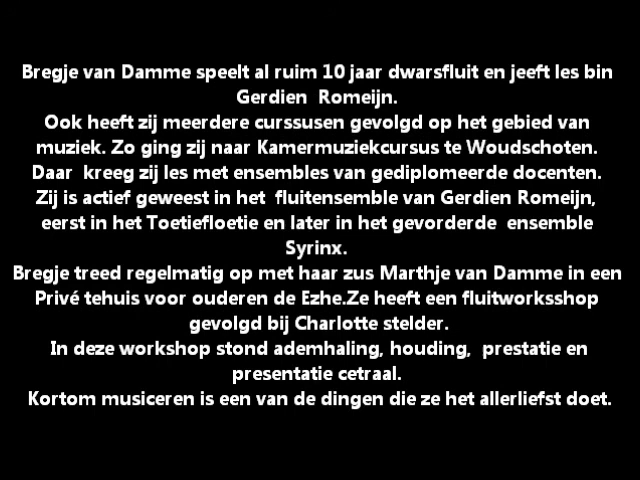 Bregje van Damme speelt al ruim 10 jaar dwarsfluit en jeeft les bin
Gerdien Romeijn.
Ook heeft zij meerdere curssusen gevolgd op het gebied van
muziek. Zo ging zij naar Kamermuziekcursus te Woudschoten.
Daar kreeg zij les met ensembles van gediplomeerde docenten.
Zij is actief geweest in het fluitensemble van Gerdien Romeijn,
eerst in het Toetiefloetie en later in het gevorderde ensemble
Syrinx.
Bregje treed regelmatig op met haar zus Marthje van Damme in een
Privé tehuis voor ouderen de Ezhe.Ze heeft een fluitworksshop
gevolgd bij Charlotte stelder.
In deze workshop stond ademhaling, houding, prestatie en
presentatie cetraal.
Kortom musiceren is een van de dingen die ze het allerliefst doet.